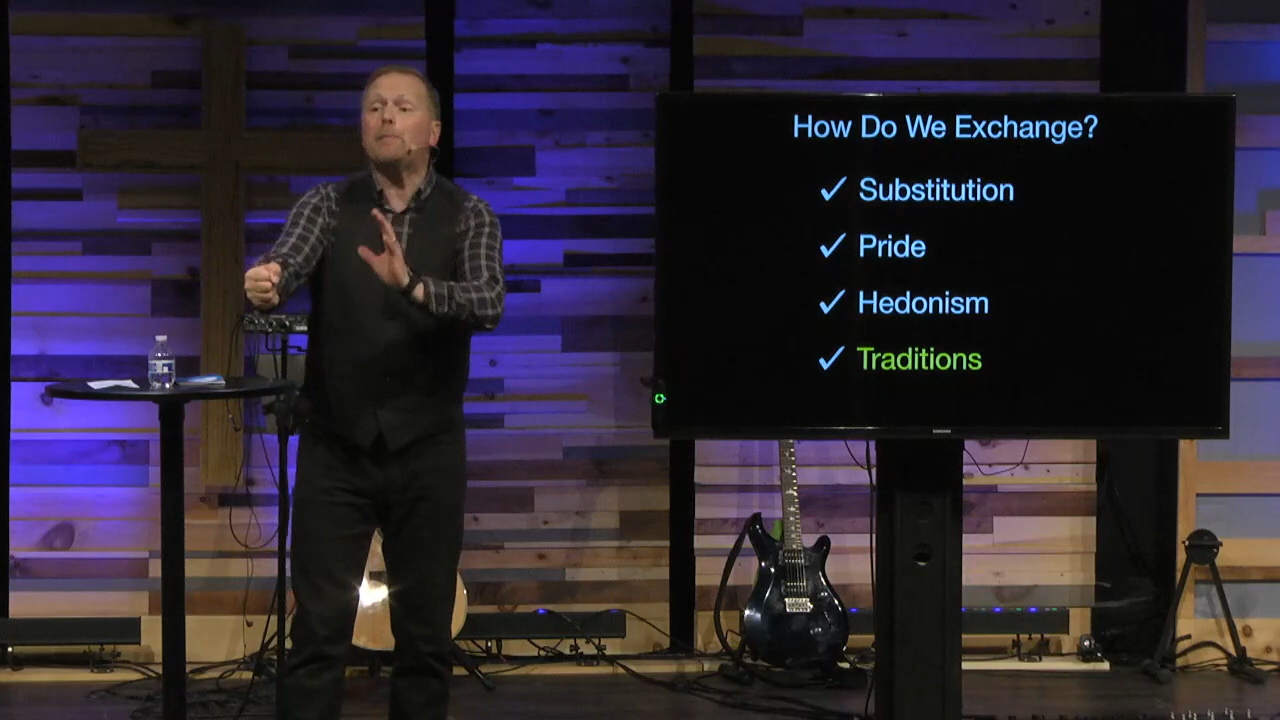 How Do We Exchange?
✓ Substitution
✓ Pride
✓ Hedonism
✓ Traditions